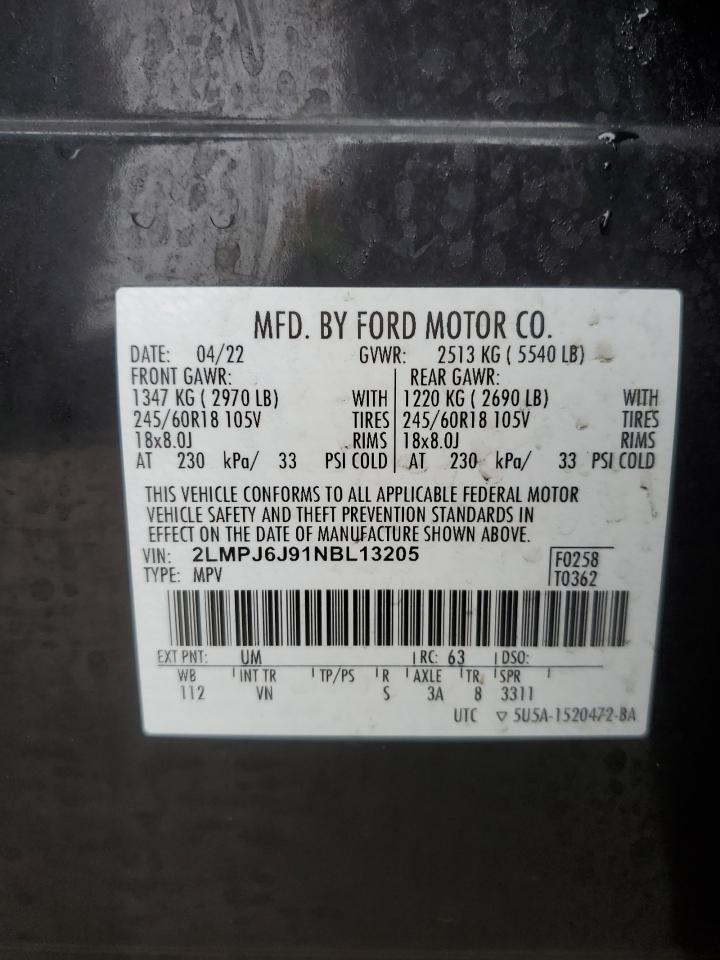 MFD. BY FORD MOTOR CO.
DATE: 04/22 GVWR: 2513 KG ( 5540 LB)
FRONT GAWR: REAR GAWR:
1347 KG ( 2970 LB) WITH 1220 KG ( 2690 LB) WITH
245/60R18 105V TIRES 245/60R18 105V TIRES
18x8.0J RIMS 18x8.0J RIMS
AT 230 kPa/ 33 PSI COLD AT 230 kPa/ 33 PSI COLD
THIS VEHICLE CONFORMS TO ALL APPLICABLE FEDERAL MOTOR
VEHICLE SAFETY AND THEFT PREVENTION STANDARDS IN
EFFECT ON THE DATE OF MANUFACTURE SHOWN ABOVE.
VIN: 2LMPJ6J91NBL13205 F0258
TYPE: MPV T0362
EXT PNT: UM RC: 63 DSO:
WB INT TR TP/PS R AXLE TR SPR
112 VN S 3A 8 3311
UTC ▽ 5U5A-1520472-BA